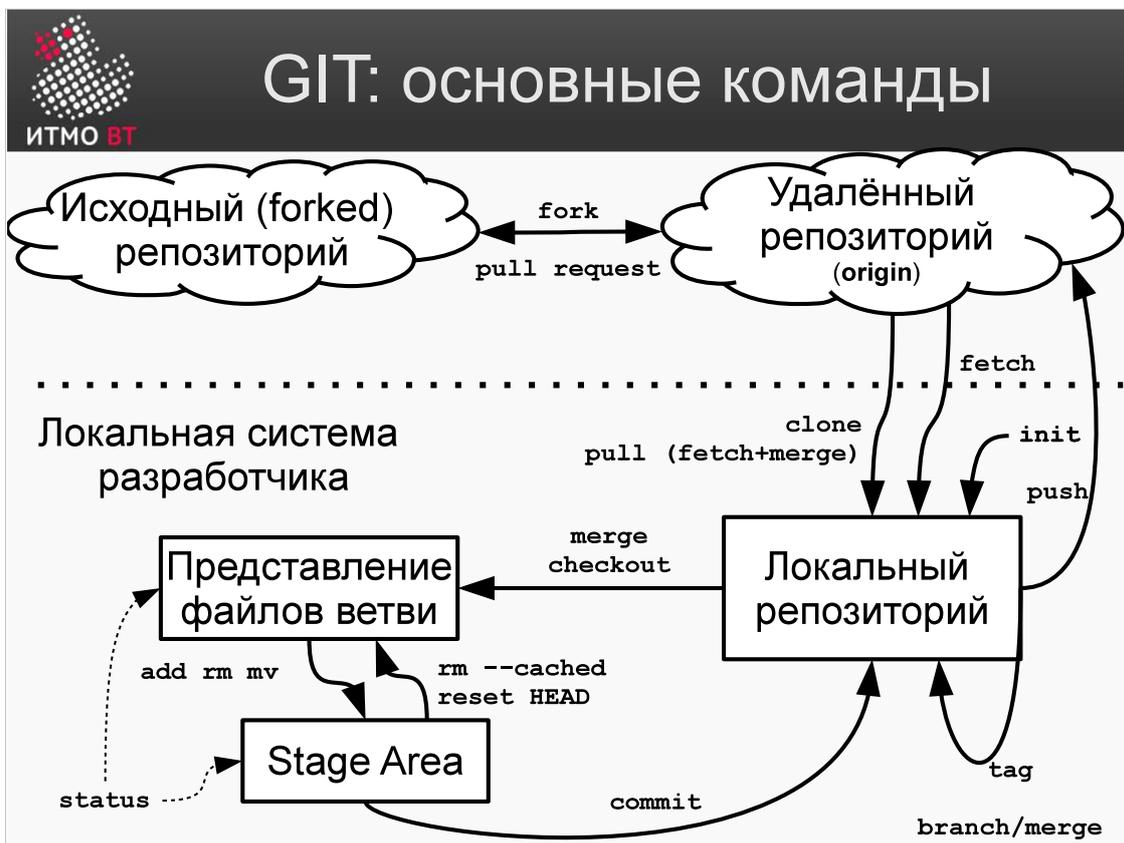 GIT: основные команды
ИТМО ВТ
Исходный (forked)
репозиторий
fork
pull request
Удалённый
репозиторий
(origin)
fetch
Локальная система
разработчика
clone
pull (fetch+merge)
init
push
merge
checkout
Представление
файлов ветви
Локальный
репозиторий
add rm mv
rm --cached
reset HEAD
Stage Area
status
commit
tag
branch/merge